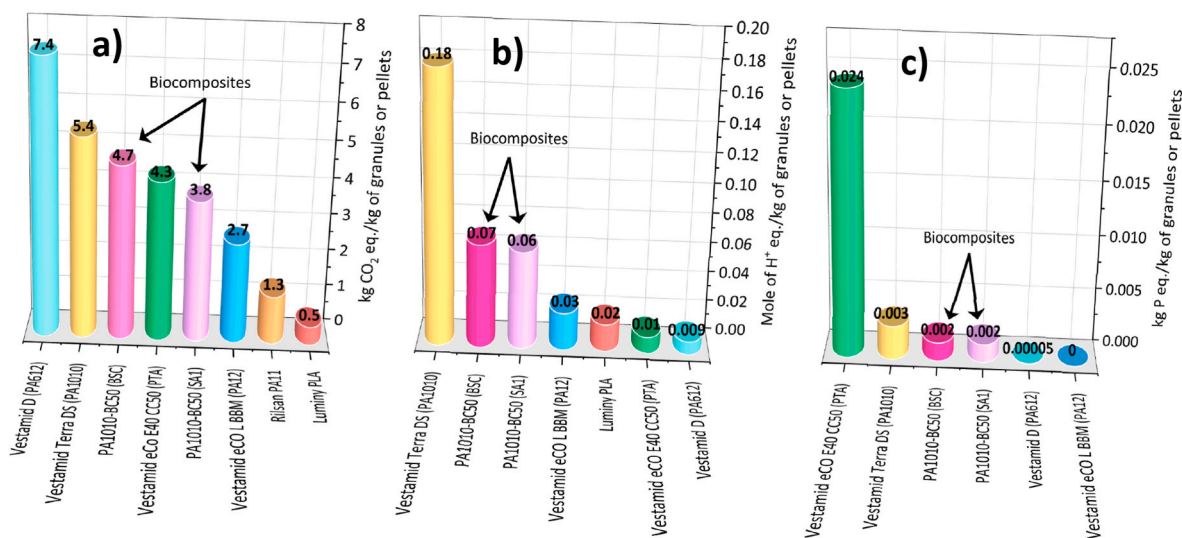 a)
Biocomposites
7.4
5.4
4.7
4.3
3.8
2.7
1.3
0.5
8
7
6
5
4
3
2
1
0
kg CO₂ eq./kg of granules or pellets
Vestamid D (PA612)
Vestamid Terra DS (PA1010)
PA1010-BC50 (BSC)
Vestamid eCo E40 CC50 (PTA)
PA1010-BC50 (SA1)
Vestamid eCO L BBM (PA12)
Rilsan PA11
Luminy PLA
b)
Biocomposites
0.18
0.07
0.06
0.03
0.02
0.01
0.009
0.20
0.18
0.16
0.14
0.12
0.10
0.08
0.06
0.04
0.02
0.00
Mole of H⁺ eq./kg of granules or pellets
Vestamid Terra DS (PA1010)
PA1010-BC50 (BSC)
PA1010-BC50 (SA1)
Vestamid eCO L BBM (PA12)
Luminy PLA
Vestamid eCO E40 CC50 (PTA)
Vestamid D (PA612)
c)
Biocomposites
0.024
0.003
0.002
0.002
0.00005
0
0.025
0.020
0.015
0.010
0.005
0.000
kg P eq./kg of granules or pellets
Vestamid eCO E40 CC50 (PTA)
Vestamid Terra DS (PA1010)
PA1010-BC50 (BSC)
PA1010-BC50 (SA1)
Vestamid D (PA612)
Vestamid eCO L BBM (PA12)